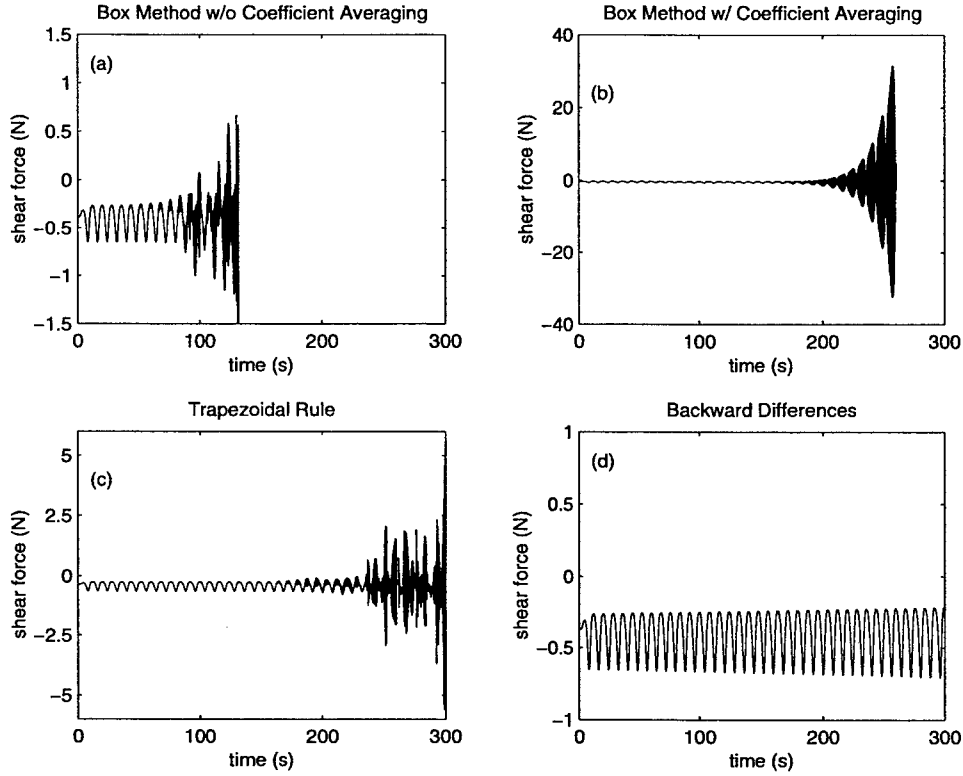 Box Method w/o Coefficient Averaging
(a)
shear force (N)
1.5
1
0.5
0
−0.5
−1
−1.5
0
100
200
300
time (s)
Box Method w/ Coefficient Averaging
(b)
shear force (N)
40
20
0
−20
−40
0
100
200
300
time (s)
Trapezoidal Rule
(c)
shear force (N)
5
2.5
0
−2.5
−5
0
100
200
300
time (s)
Backward Differences
(d)
shear force (N)
1
0.5
0
−0.5
−1
0
100
200
300
time (s)